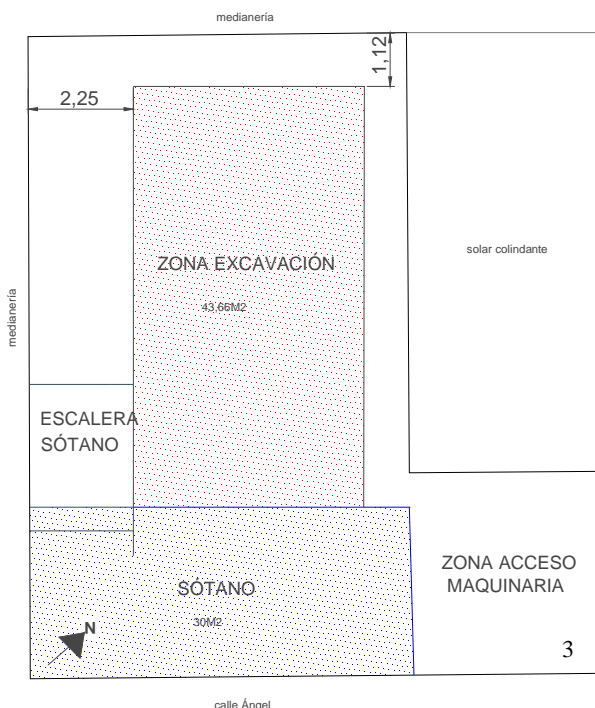 medianería
1,12
2,25
ZONA EXCAVACIÓN
43,66M2
solar colindante
medianería
ESCALERA
SÓTANO
ZONA ACCESO
MAQUINARIA
SÓTANO
30M2
N
3
calle Ángel